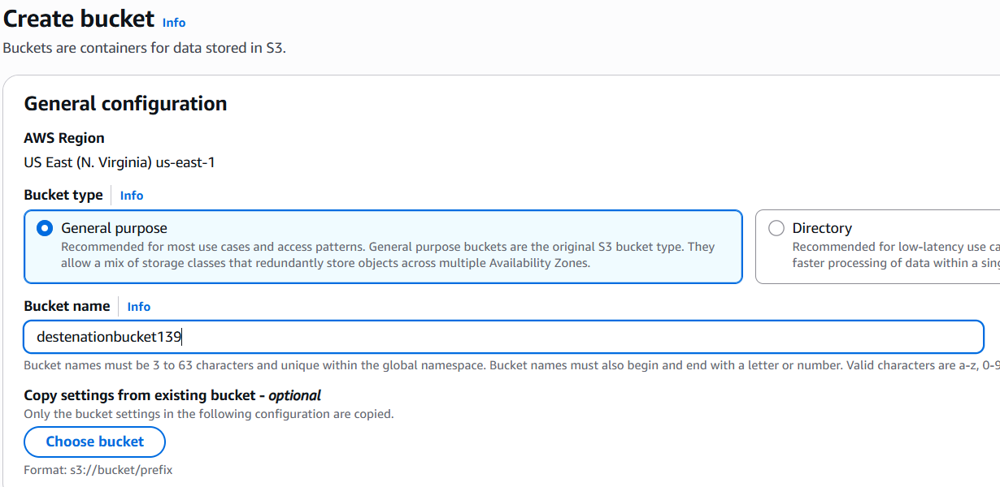 Create bucket Info
Buckets are containers for data stored in S3.
General configuration
AWS Region
US East (N. Virginia) us-east-1
Bucket type Info
General purpose
Recommended for most use cases and access patterns. General purpose buckets are the original S3 bucket type. They
allow a mix of storage classes that redundantly store objects across multiple Availability Zones.
Directory
Recommended for low-latency use
faster processing of data within a
Bucket name Info
destenationbucket139
Bucket names must be 3 to 63 characters and unique within the global namespace. Bucket names must also begin and end with a letter or number. Valid characters are a-z,
Copy settings from existing bucket - optional
Only the bucket settings in the following configuration are copied.
Choose bucket
Format: s3://bucket/prefix